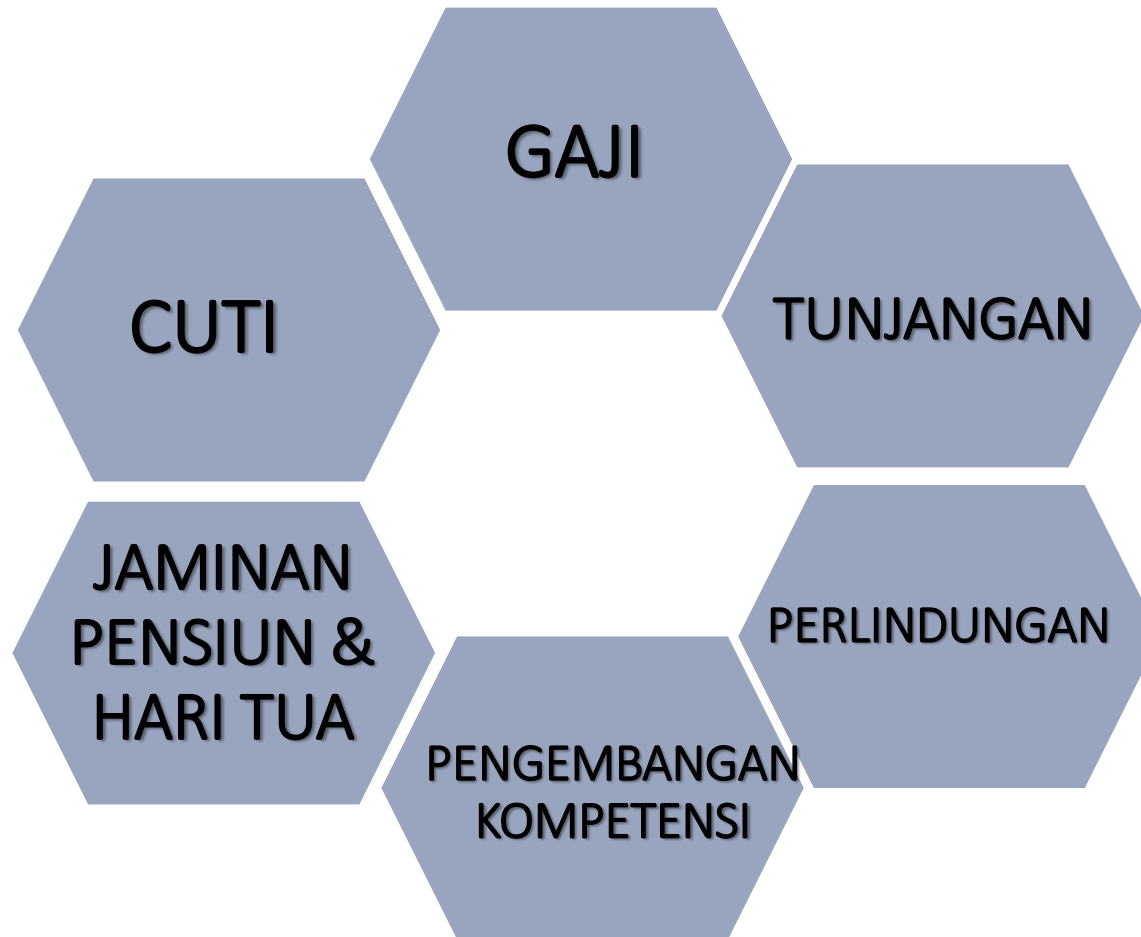 GAJI
CUTI
TUNJANGAN
JAMINAN
PENSIUN &
HARI TUA
PERLINDUNGAN
PENGEMBANGAN
KOMPETENSI